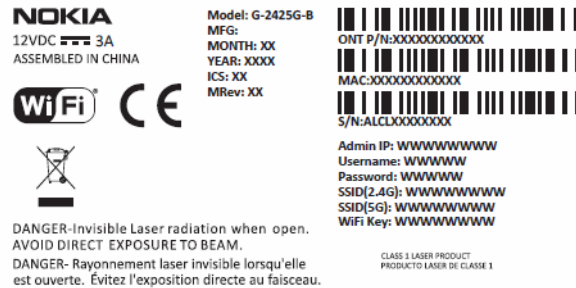 NOKIA
12VDC 3A
ASSEMBLED IN CHINA
WiFi
CE
DANGER-Invisible Laser radiation when open.
AVOID DIRECT EXPOSURE TO BEAM.
DANGER- Rayonnement laser invisible lorsqu'elle
est ouverte. Évitez l'exposition directe au faisceau.
Model: G-2425G-B
MFG:
MONTH: XX
YEAR: XXXX
ICS: XX
MRev: XX
ONT P/N:XXXXXXXXXXXX
MAC:XXXXXXXXXXXX
S/N:ALCLXXXXXXXX
Admin IP: WWWWWWWW
Username: WWWWW
Password: WWWWW
SSID(2.4G): WWWWWWWW
SSID(5G): WWWWWWWW
WiFi Key: WWWWWWWW
CLASS 1 LASER PRODUCT
PRODUCTO LASER DE CLASSE 1